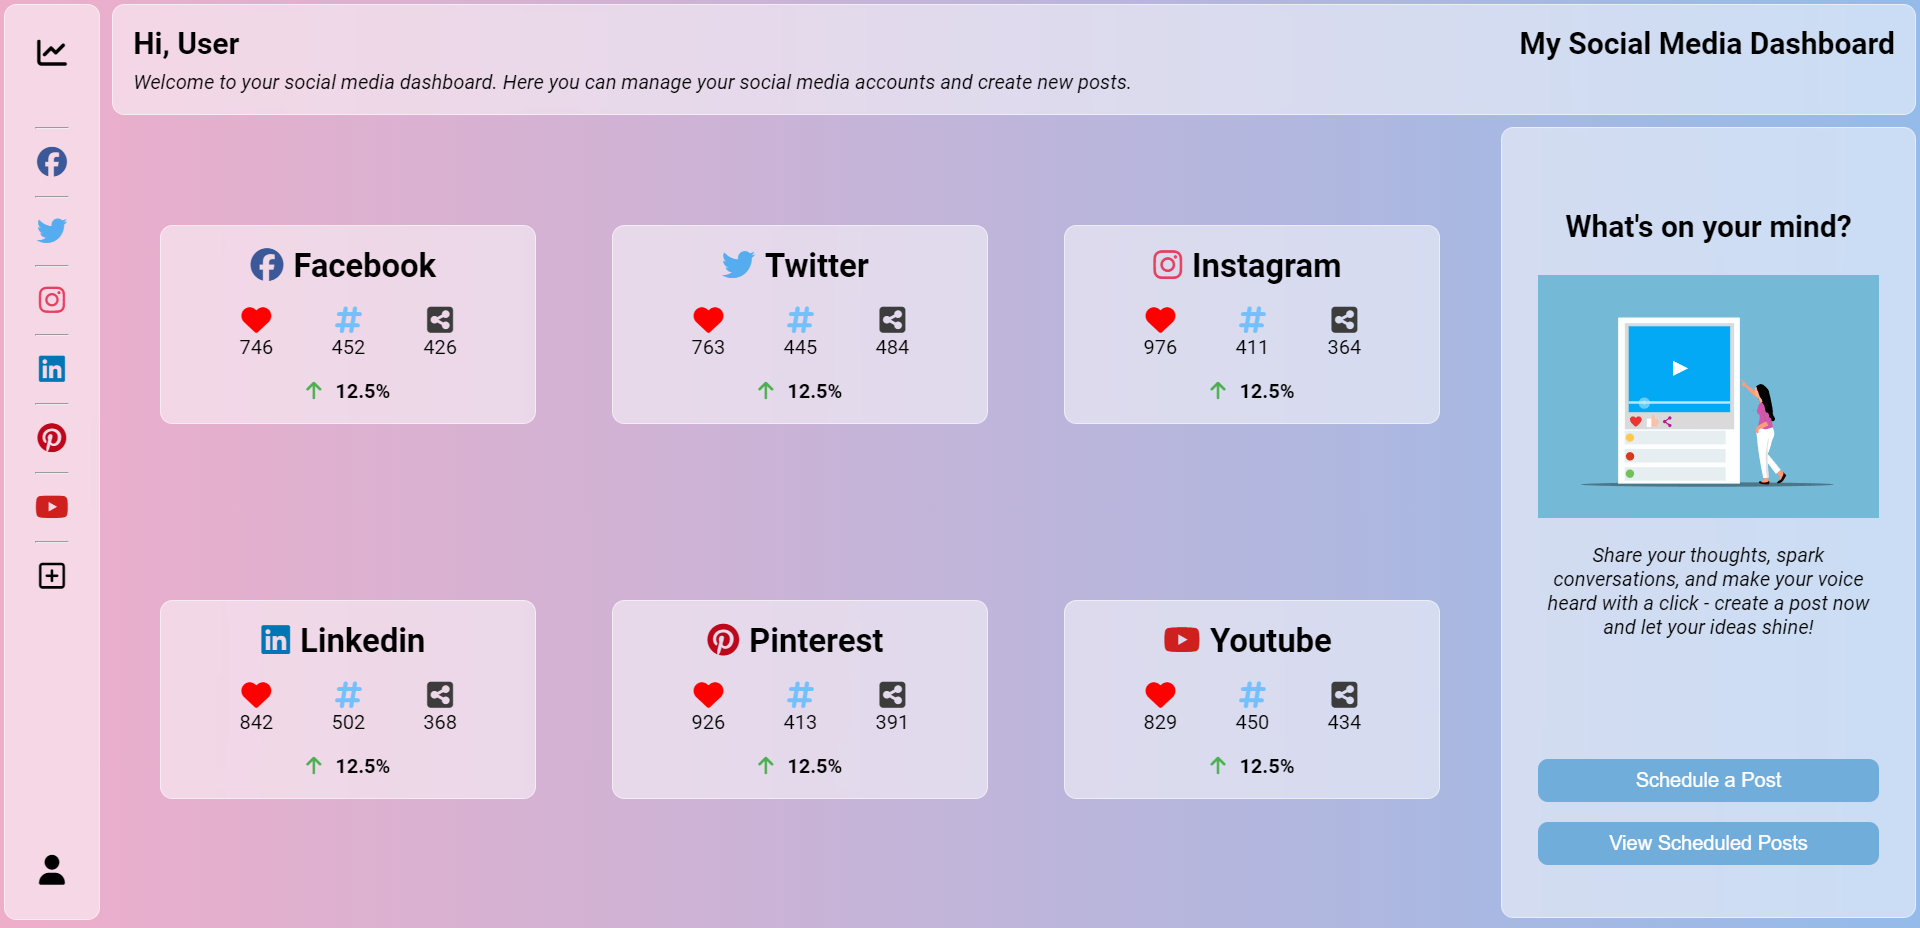 Hi, User
My Social Media Dashboard
Welcome to your social media dashboard. Here you can manage your social media accounts and create new posts.
Facebook
746 452 426
12.5%
Twitter
763 445 484
12.5%
Instagram
976 411 364
12.5%
Linkedin
842 502 368
12.5%
Pinterest
926 413 391
12.5%
Youtube
829 450 434
12.5%
What's on your mind?
Share your thoughts, spark
conversations, and make your voice
heard with a click - create a post now
and let your ideas shine!
Schedule a Post
View Scheduled Posts